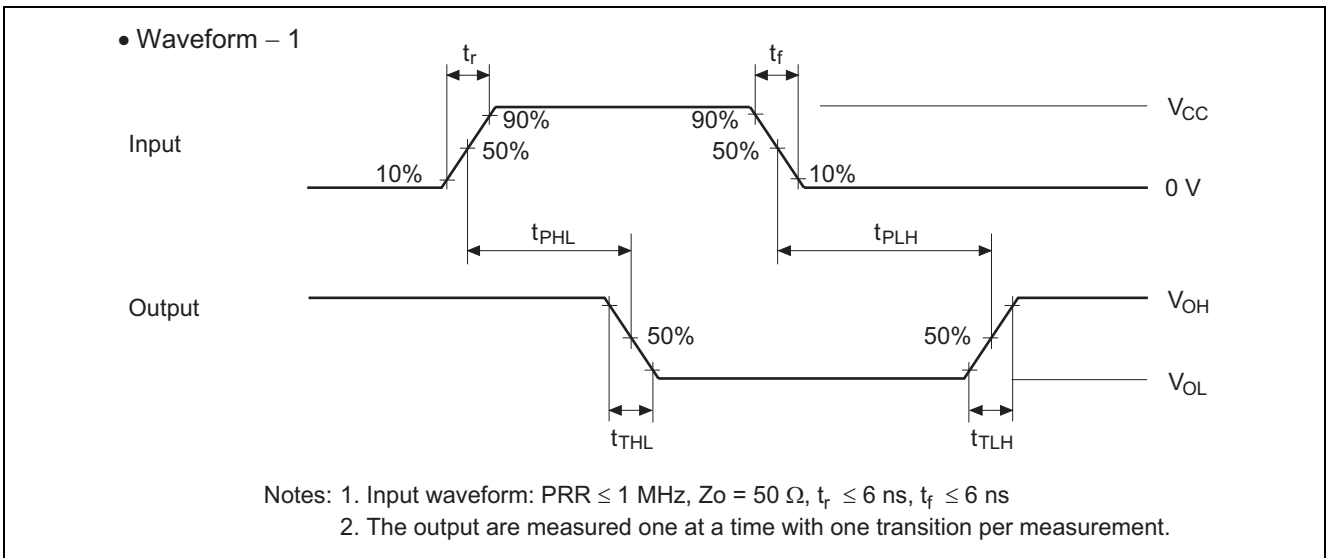 • Waveform – 1
tr
tf
90%
90%
VCC
Input
50%
50%
10%
10%
0 V
tPHL
tPLH
Output
VOH
50%
50%
VOL
tTHL
tTLH
Notes: 1. Input waveform: PRR ≤ 1 MHz, Zo = 50 Ω, tr ≤ 6 ns, tf ≤ 6 ns
2. The output are measured one at a time with one transition per measurement.